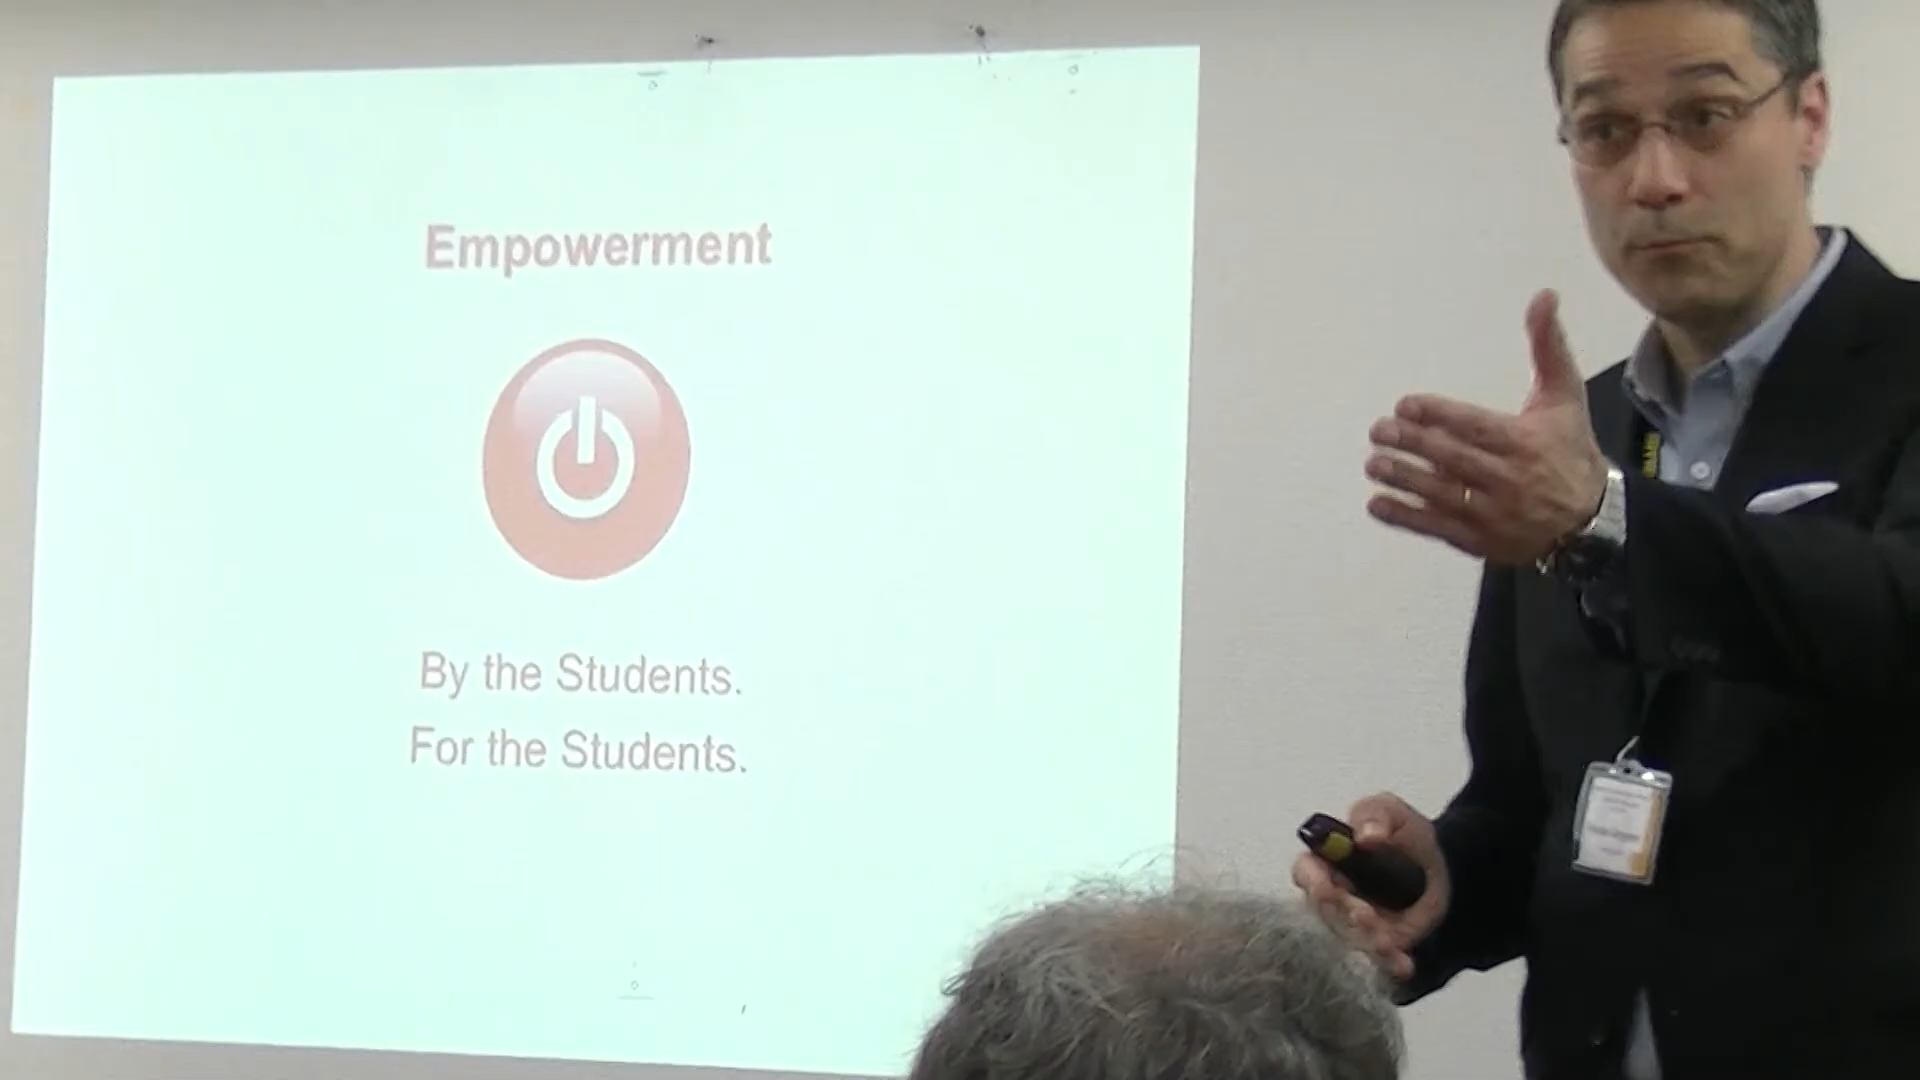 Empowerment
By the Students.
For the Students.